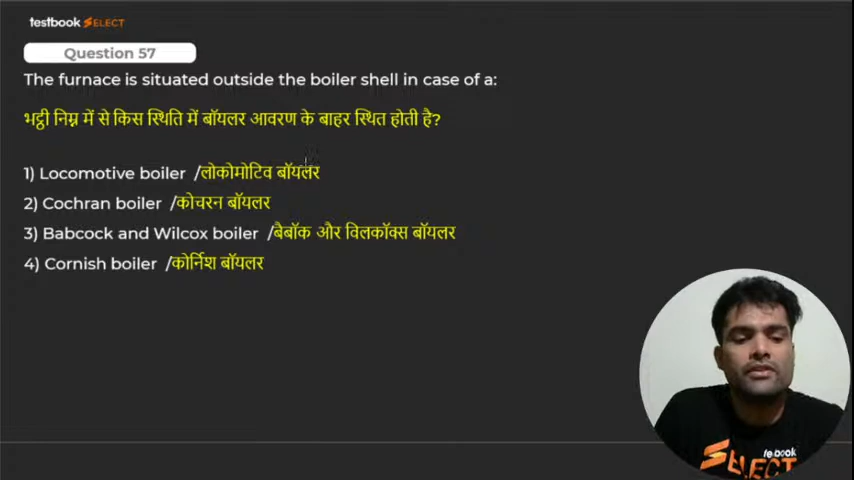 testbook SELECT
Question 57
The furnace is situated outside the boiler shell in case of a:
भट्ठी निम्न में से किस स्थिति में बॉयलर आवरण के बाहर स्थित होती है?
1) Locomotive boiler /लोकोमोटिव बॉयलर
2) Cochran boiler /कोचरन बॉयलर
3) Babcock and Wilcox boiler /बैबॉक और विलकॉक्स बॉयलर
4) Cornish boiler /कोर्निश बॉयलर
SELECT